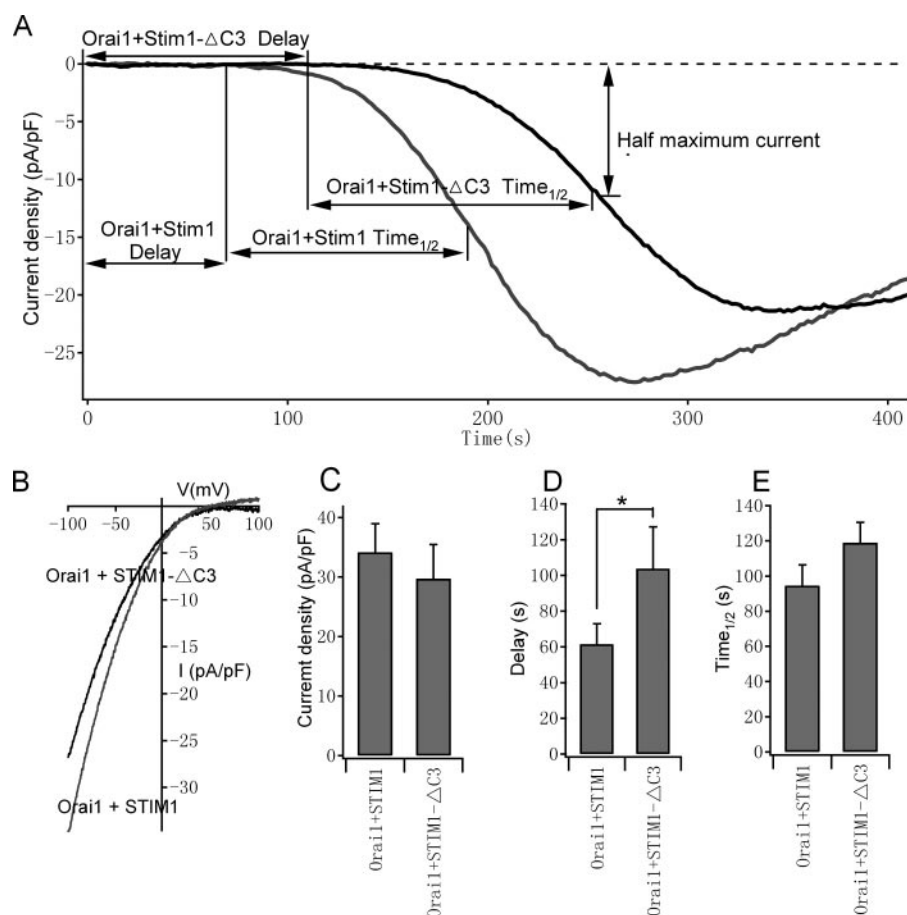 A
Orai1+Stim1-△C3 Delay
0
-5
-10
-15
-20
-25
Current density (pA/pF)
Half maximum current
Orai1+Stim1-△C3 Time1/2
Orai1+Stim1
Delay
Orai1+Stim1 Time1/2
0 100 200 300 400
Time(s)
B
V(mV)
-100 -50 50 100
-5
-10
-15
-20
-25
-30
Orai1 + STIM1-△C3
I (pA/pF)
Orai1 + STIM1
C
40
30
20
10
0
Curremt density (pA/pF)
Orai1+STIM1
Orai1+STIM1-△C3
D
*
140
120
100
80
60
40
20
0
Delay (s)
Orai1+STIM1
Orai1+STIM1-△C3
E
140
120
100
80
60
40
20
0
Time1/2 (s)
Orai1+STIM1
Orai1+STIM1-△C3